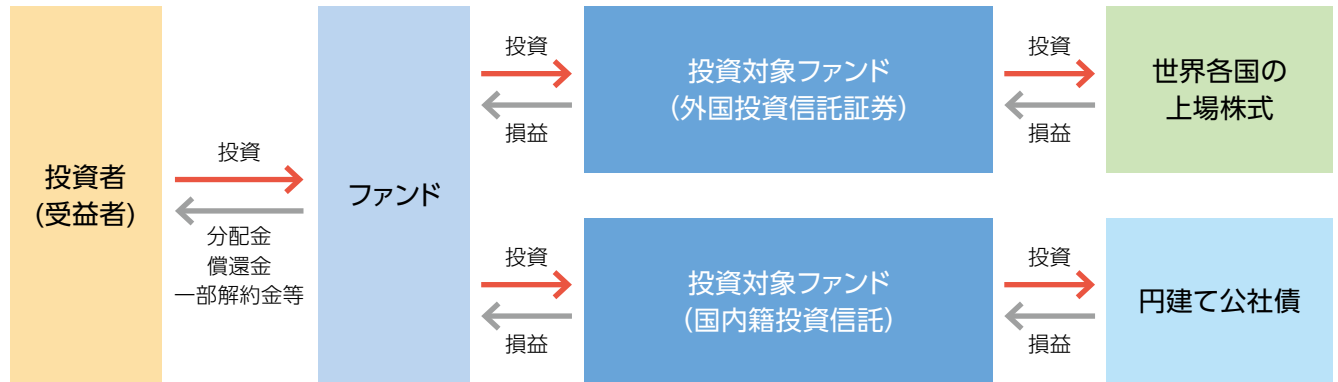 投資者
(受益者)
投資
分配金
償還金
一部解約金等
ファンド
投資
損益
投資対象ファンド
(外国投資信託証券)
投資
損益
世界各国の
上場株式
投資
損益
投資対象ファンド
(国内籍投資信託)
投資
損益
円建て公社債